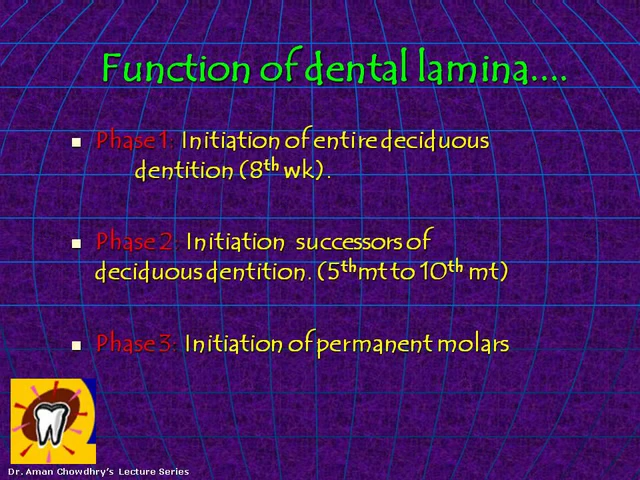 Function of dental lamina....
Phase 1: Initiation of entire deciduous
dentition (8th wk).
Phase 2: Initiation successors of
deciduous dentition. (5th mt to 10th mt)
Phase 3: Initiation of permanent molars
Dr. Aman Chowdhry's Lecture Series